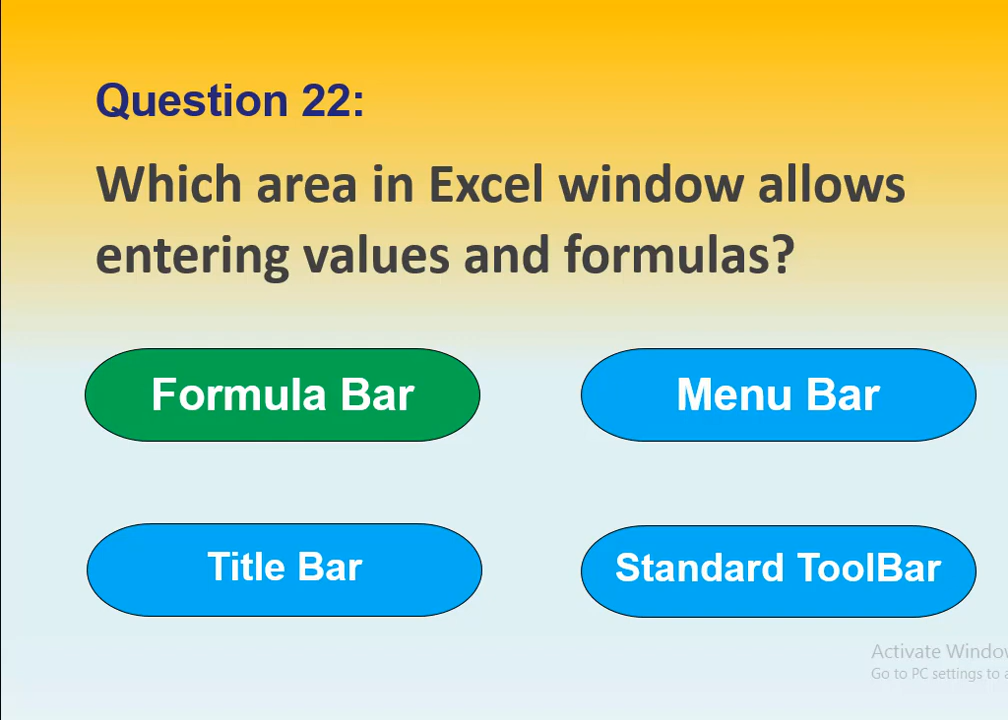 Question 22:
Which area in Excel window allows
entering values and formulas?
Formula Bar
Menu Bar
Title Bar
Standard ToolBar
Activate Windo
Go to PC settings to a